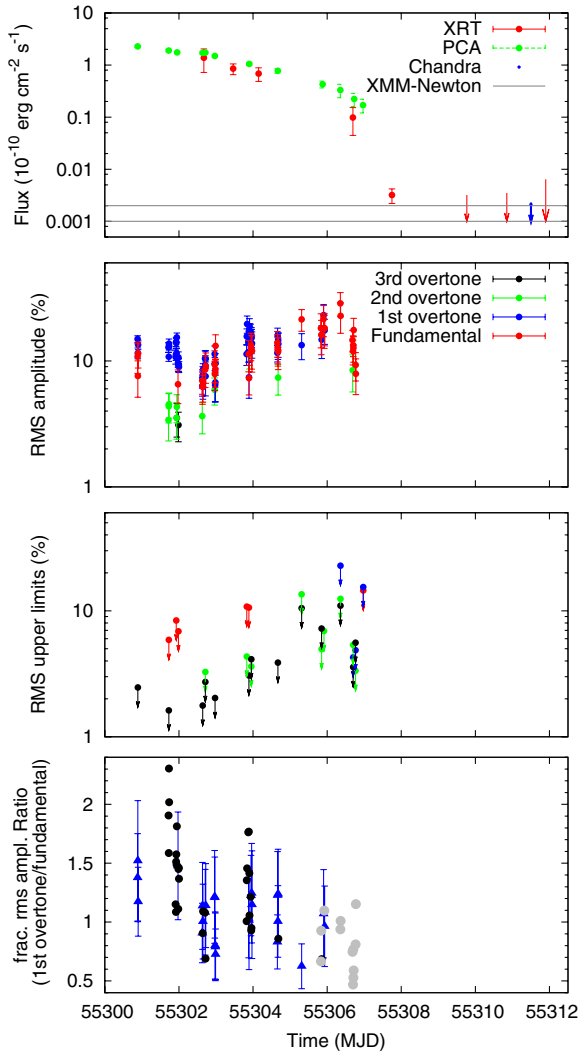 10
1
0.1
0.01
0.001
Flux (10⁻¹⁰ erg cm⁻² s⁻¹)
XRT
PCA
Chandra
XMM-Newton
10
1
RMS amplitude (%)
3rd overtone
2nd overtone
1st overtone
Fundamental
10
1
RMS upper limits (%)
2
1.5
1
0.5
frac. rms ampl. Ratio
(1st overtone/fundamental)
55300 55302 55304 55306 55308 55310 55312
Time (MJD)